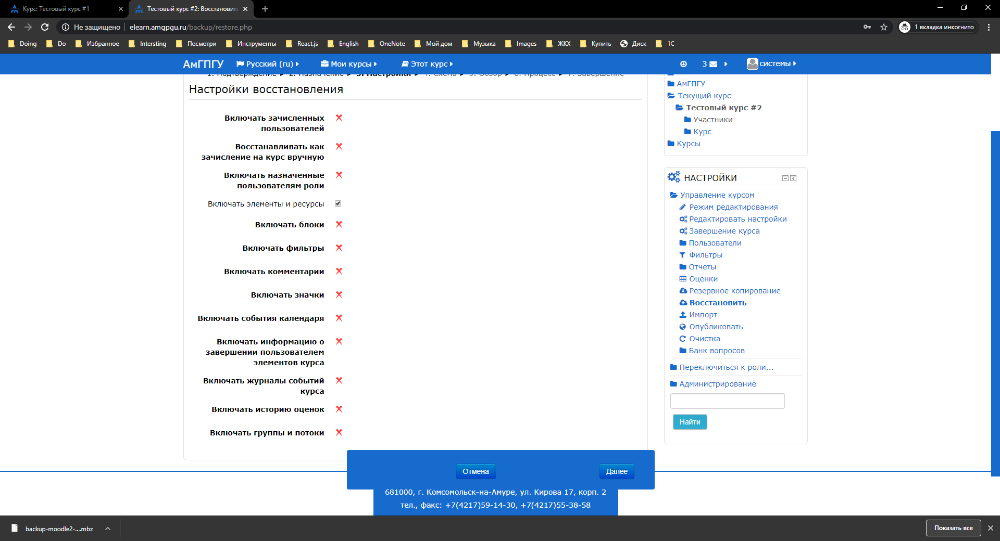 Курс: Тестовый курс #1
Тестовый курс #2: Восстановить
Не защищено
elearn.amgpgu.ru/backup/restore.php
1 вкладка инкогнито
Doing
Do
Избранное
Intersting
Посмотри
Инструменты
React.js
English
OneNote
Мой дом
Музыка
Images
ЖКХ
Купить
Диск
1С
АмГПГУ
Русский (ru)
Мои курсы
Этот курс
3
системы
1. Подтверждение ► 2. Назначение ► 3. Настройки ► 4. Схема ► 5. Обзор ► 6. Процесс ► 7. Завершение
Настройки восстановления
Включать зачисленных
пользователей
Восстанавливать как
зачисление на курс вручную
Включать назначенные
пользователям роли
Включать элементы и ресурсы
Включать блоки
Включать фильтры
Включать комментарии
Включать значки
Включать события календаря
Включать информацию о
завершении пользователем
элементов курса
Включать журналы событий
курса
Включать историю оценок
Включать группы и потоки
Отмена
Далее
АмГПГУ
Текущий курс
Тестовый курс #2
Участники
Курс
Курсы
НАСТРОЙКИ
Управление курсом
Режим редактирования
Редактировать настройки
Завершение курса
Пользователи
Фильтры
Отчеты
Оценки
Резервное копирование
Восстановить
Импорт
Опубликовать
Очистка
Банк вопросов
Переключиться к роли...
Администрирование
Найти
681000, г. Комсомольск-на-Амуре, ул. Кирова 17, корп. 2
тел., факс: +7(4217)59-14-30, +7(4217)55-38-58
backup-moodle2-....mbz
Показать все